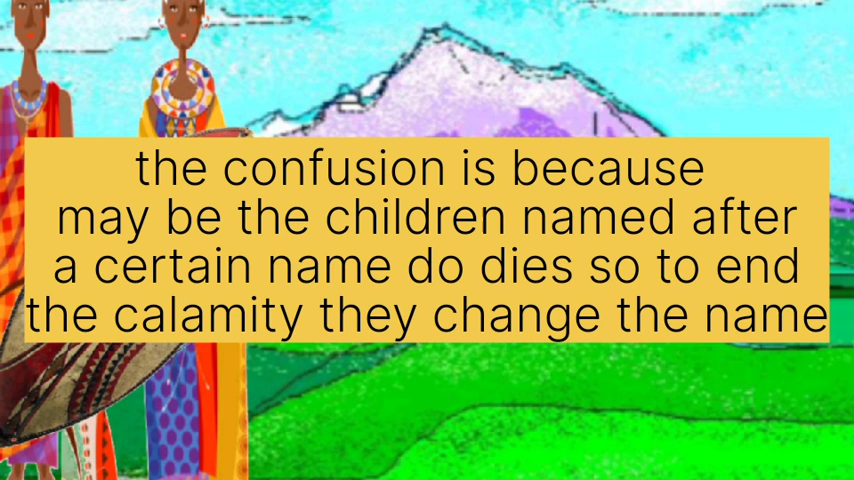 the confusion is because
may be the children named after
a certain name do dies so to end
the calamity they change the name